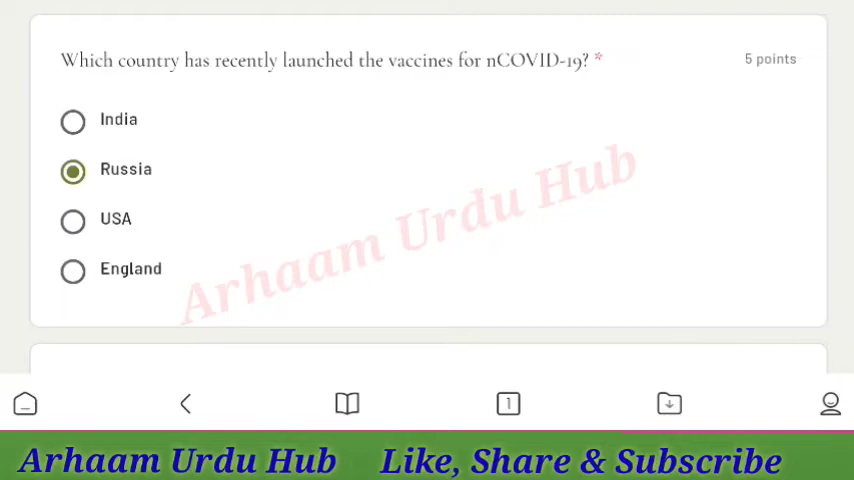 Which country has recently launched the vaccines for nCOVID-19? *
5 points
India
Russia
USA
England
Arhaam Urdu Hub
1
Arhaam Urdu Hub Like, Share & Subscribe